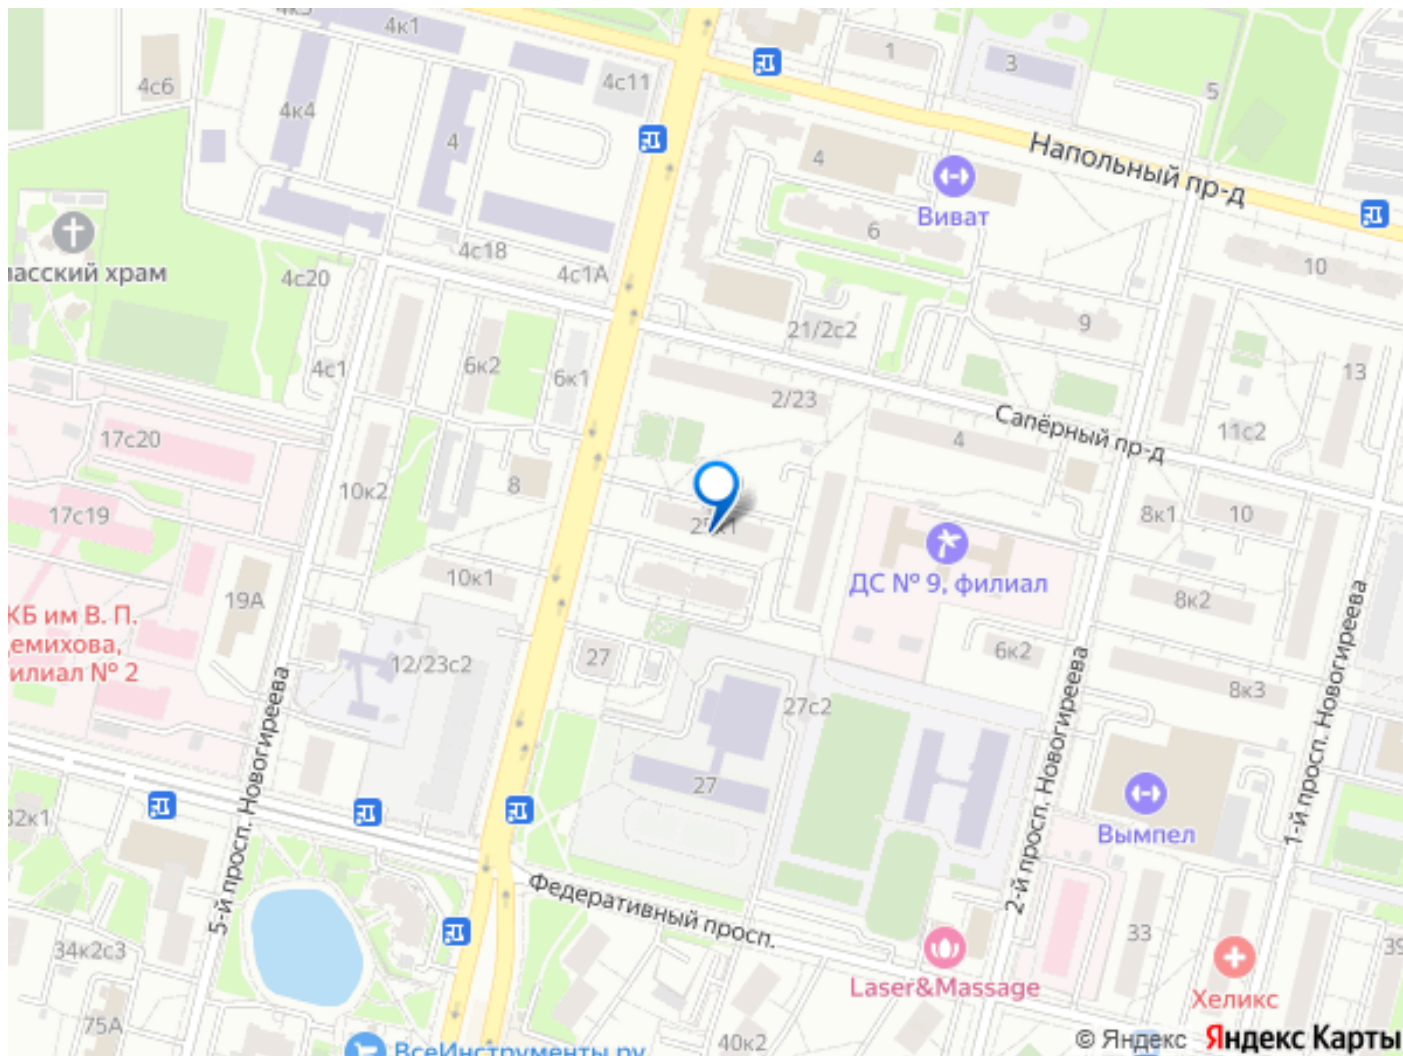 4к1
1
3
4с6
4с11
5
4к4
4
4
Напольный пр-д
Виват
6
4с18
4с1А
10
асский храм
4с20
21/2с2
9
4с1
6к2
6к1
13
2/23
Сапёрный пр-д
11с2
17с20
4
10к2
8
17с19
8к1
10
ДС № 9, филиал
10к1
19А
8к2
КБ им В. П.
емихова,
илиал № 2
12/23с2
27
6к2
8к3
27с2
5-й просп. Новогиреева
2-й просп. Новогиреева
1-й просп. Новогиреева
27
32к1
Вымпел
Федеративный просп.
34к2с3
33
39
Laser&Massage
Хеликс
75А
40к2
ВсеИнструменты.ру
© Яндекс Яндекс Карты